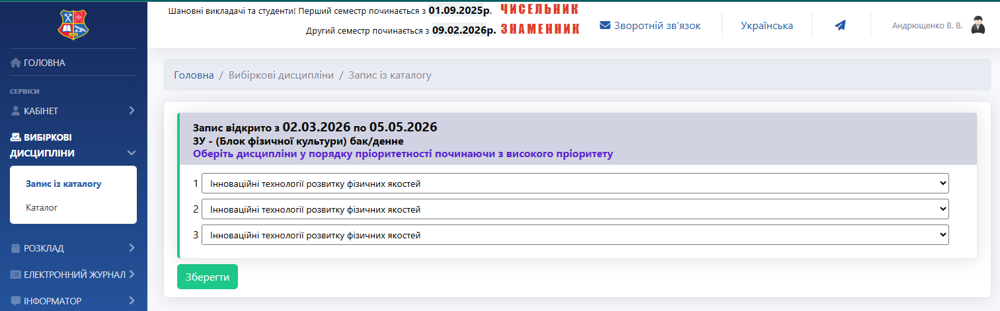 Шановні викладачі та студенти! Перший семестр починається з 01.09.2025р. ЧИСЕЛЬНИК
Другий семестр починається з 09.02.2026р. ЗНАМЕННИК
Зворотній зв'язок
Українська
Андрющенко В. В.
ГОЛОВНА
СЕРВІСИ
КАБІНЕТ
ВИБІРКОВІ
ДИСЦИПЛІНИ
Запис із каталогу
Каталог
РОЗКЛАД
ЕЛЕКТРОННИЙ ЖУРНАЛ
ІНФОРМАТОР
Головна / Вибіркові дисципліни / Запис із каталогу
Запис відкрито з 02.03.2026 по 05.05.2026
ЗУ - (Блок фізичної культури) бак/денне
Оберіть дисципліни у порядку пріоритетності починаючи з високого пріоритету
1 Інноваційні технології розвитку фізичних якостей
2 Інноваційні технології розвитку фізичних якостей
3 Інноваційні технології розвитку фізичних якостей
Зберегти